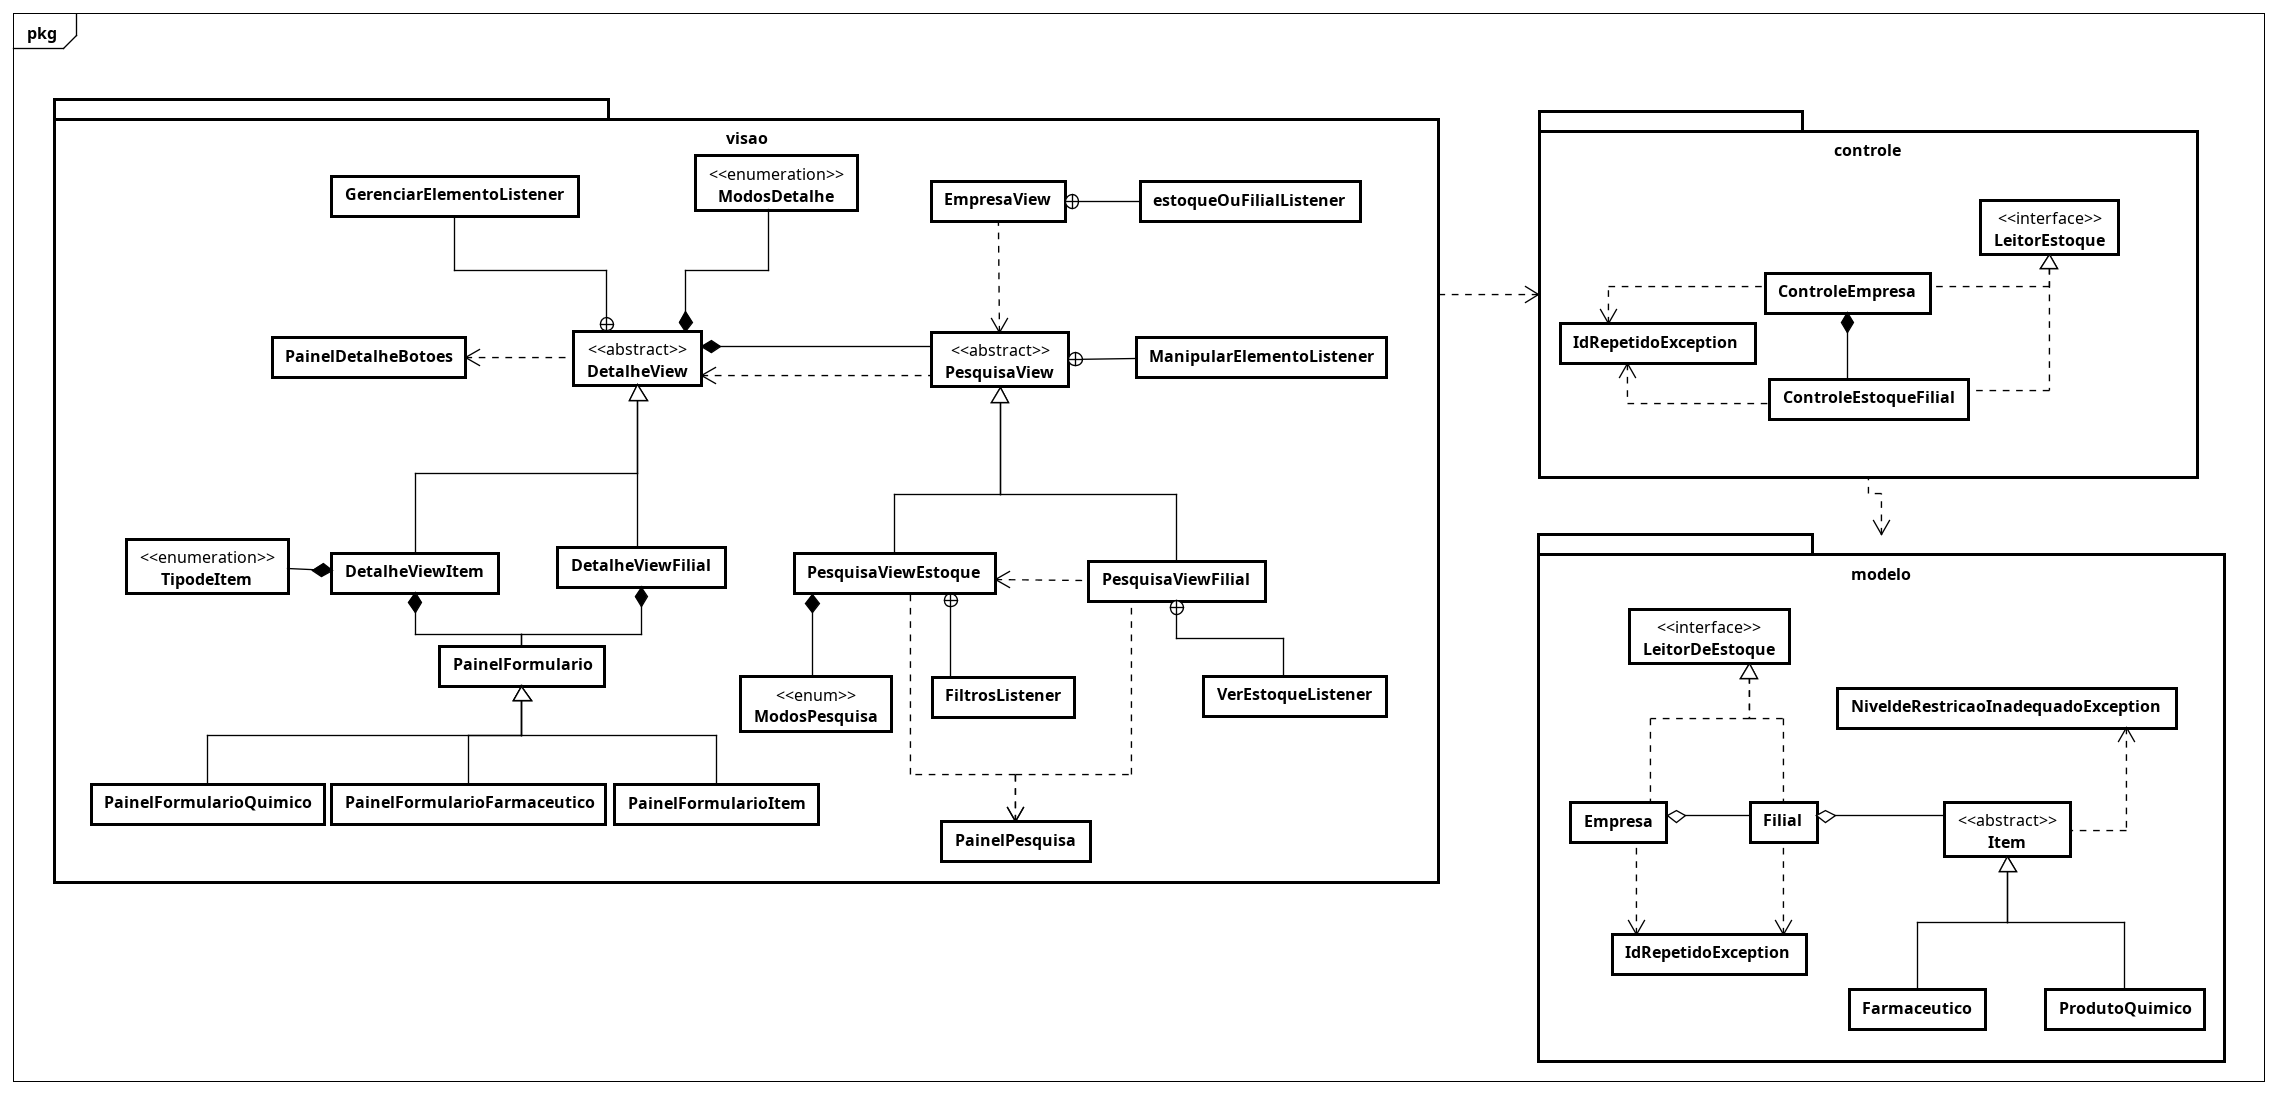 pkg
visao
GerenciarElementoListener
<<enumeration>>
ModosDetalhe
EmpresaView
estoqueOuFilialListener
PainelDetalheBotoes
<<abstract>>
DetalheView
<<abstract>>
PesquisaView
ManipularElementoListener
<<enumeration>>
TipodeItem
DetalheViewItem
DetalheViewFilial
PesquisaViewEstoque
PesquisaViewFilial
PainelFormulario
<<enum>>
ModosPesquisa
FiltrosListener
VerEstoqueListener
PainelFormularioQuimico
PainelFormularioFarmaceutico
PainelFormularioItem
PainelPesquisa
controle
<<interface>>
LeitorEstoque
ControleEmpresa
IdRepetidoException
ControleEstoqueFilial
modelo
<<interface>>
LeitorDeEstoque
NiveldeRestricaoInadequadoException
Empresa
Filial
<<abstract>>
Item
IdRepetidoException
Farmaceutico
ProdutoQuimico